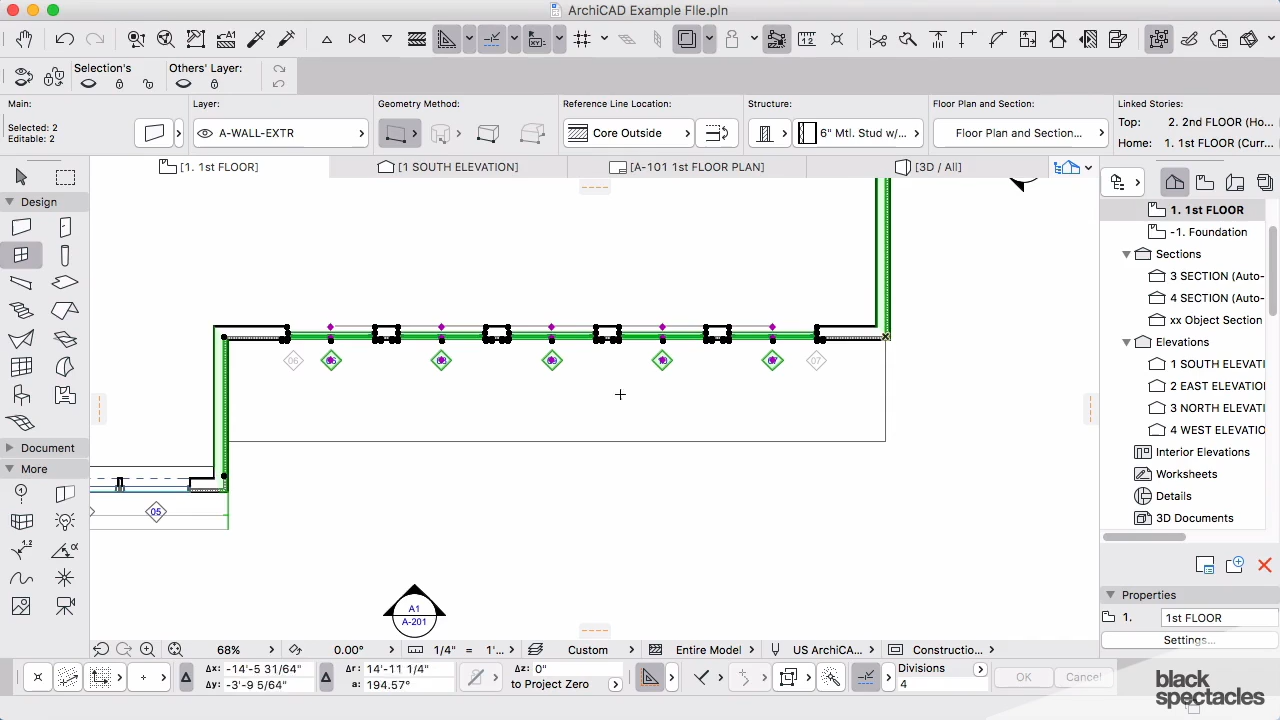 ArchiCAD Example FIle.pln
Selection's
Others' Layer:
Main:
Layer:
Geometry Method:
Reference Line Location:
Structure:
Floor Plan and Section:
Linked Stories:
Selected: 2
Editable: 2
A-WALL-EXTR
Core Outside
6" Mtl. Stud w/...
Floor Plan and Section...
Top: 2. 2nd FLOOR (Ho...
Home: 1. 1st FLOOR (Curr...
[1. 1st FLOOR]
[1 SOUTH ELEVATION]
[A-101 1st FLOOR PLAN]
[3D / All]
Design
Document
More
1. 1st FLOOR
-1. Foundation
Sections
3 SECTION (Auto-
4 SECTION (Auto-
xx Object Section
Elevations
1 SOUTH ELEVATI
2 EAST ELEVATIO
3 NORTH ELEVATI
4 WEST ELEVATIO
Interior Elevations
Worksheets
Details
3D Documents
06
07
05
A1
A-201
Properties
1.
1st FLOOR
Settings...
68%
0.00°
1/4" = 1'...
Custom
Entire Model
US ArchiCA...
Constructio...
Δx: -14'-5 31/64"
Δy: -3'-9 5/64"
Δr: 14'-11 1/4"
a: 194.57°
Δz: 0"
to Project Zero
Divisions
4
OK
Cancel
black
spectacles